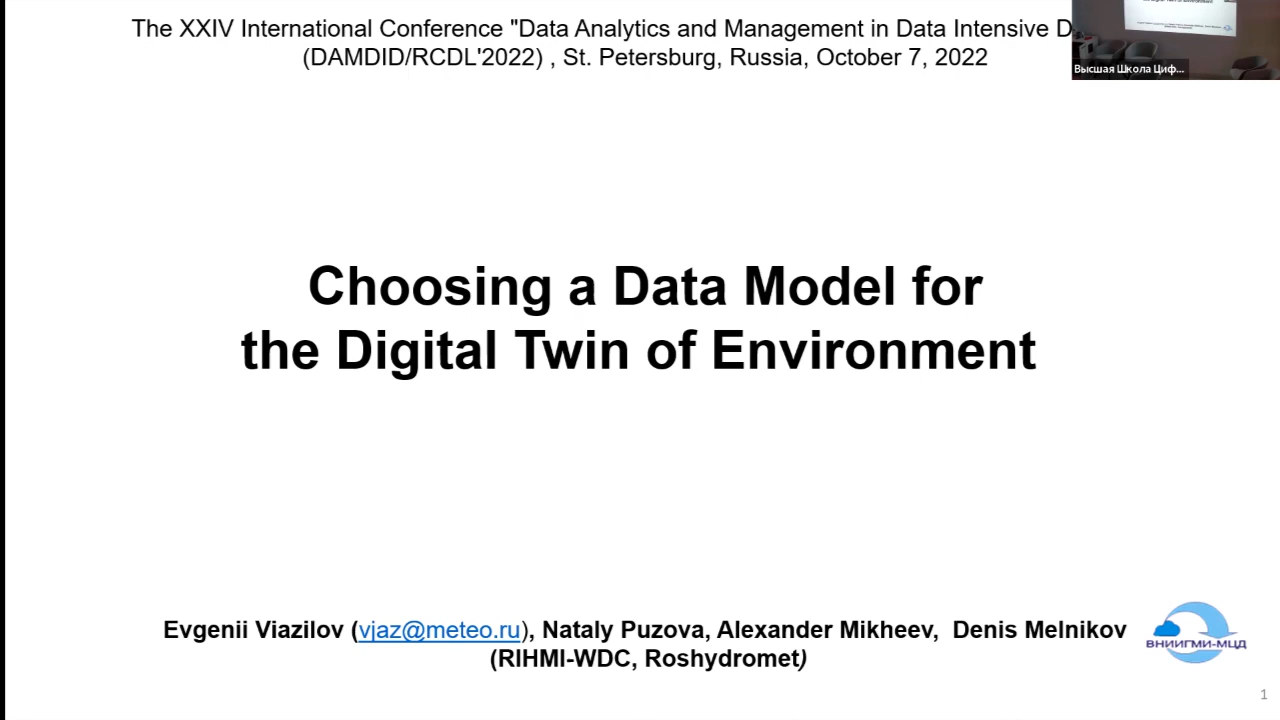 The XXIV International Conference "Data Analytics and Management in Data Intensive D
(DAMDID/RCDL'2022) , St. Petersburg, Russia, October 7, 2022
Высшая Школа Циф...
Choosing a Data Model for
the Digital Twin of Environment
Evgenii Viazilov (vjaz@meteo.ru), Nataly Puzova, Alexander Mikheev, Denis Melnikov
(RIHMI-WDC, Roshydromet)
ВНИИГМИ-МЦД
1